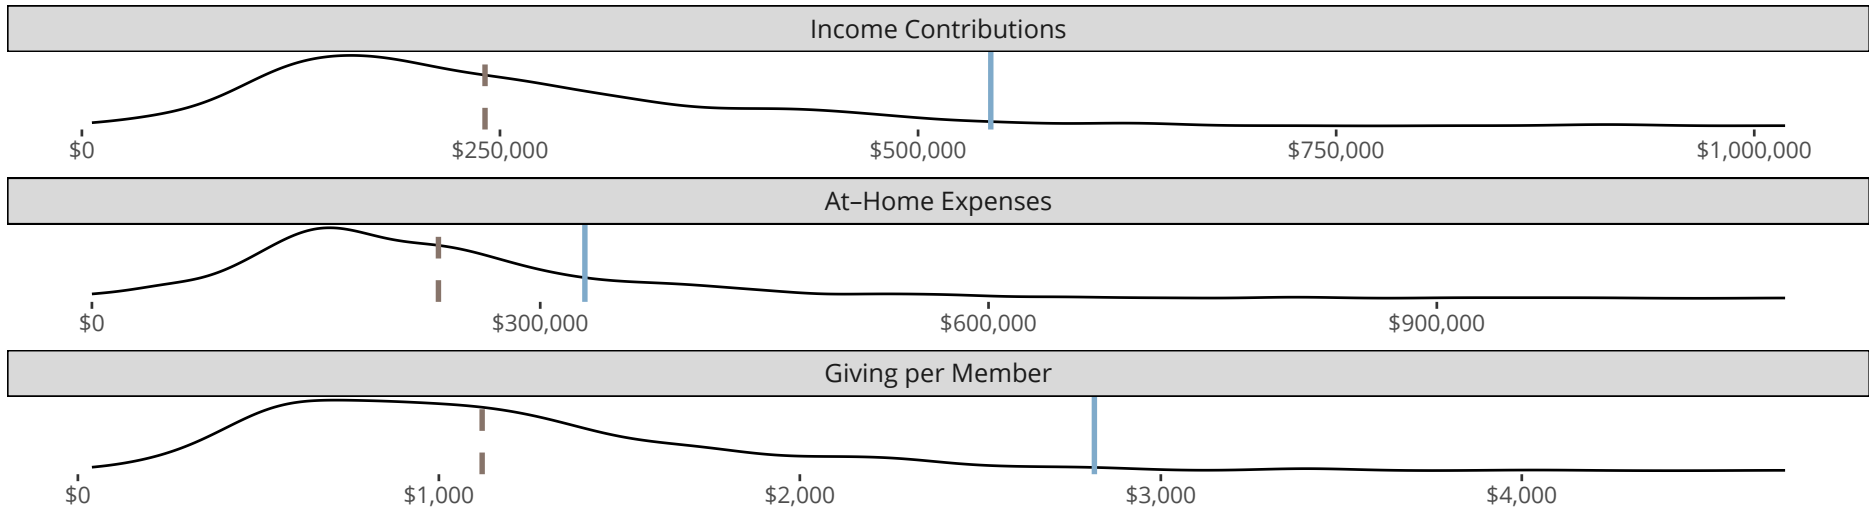 Income Contributions
$0 $250,000 $500,000 $750,000 $1,000,000
At–Home Expenses
$0 $300,000 $600,000 $900,000
Giving per Member
$0 $1,000 $2,000 $3,000 $4,000